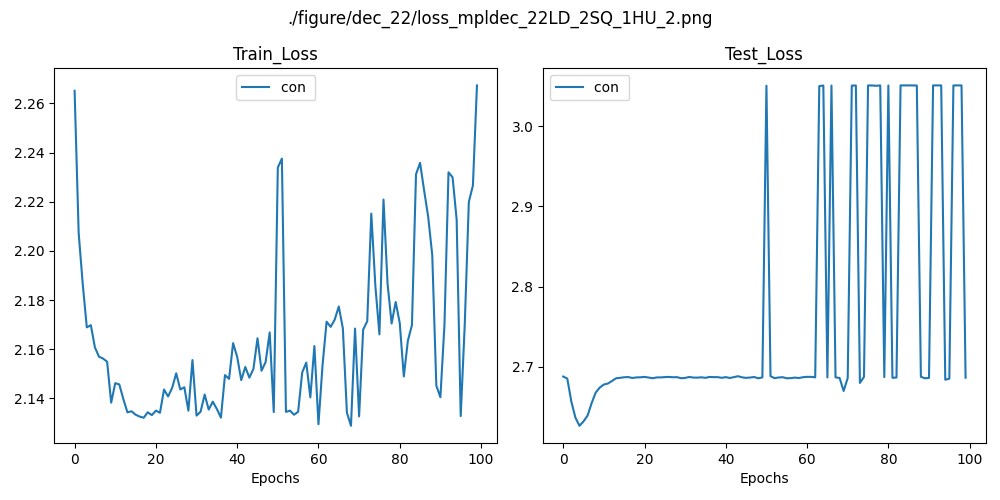 ./figure/dec_22/loss_mpldec_22LD_2SQ_1HU_2.png
Train_Loss
con
2.26
2.24
2.22
2.20
2.18
2.16
2.14
0 20 40 60 80 100
Epochs
Test_Loss
con
3.0
2.9
2.8
2.7
0 20 40 60 80 100
Epochs